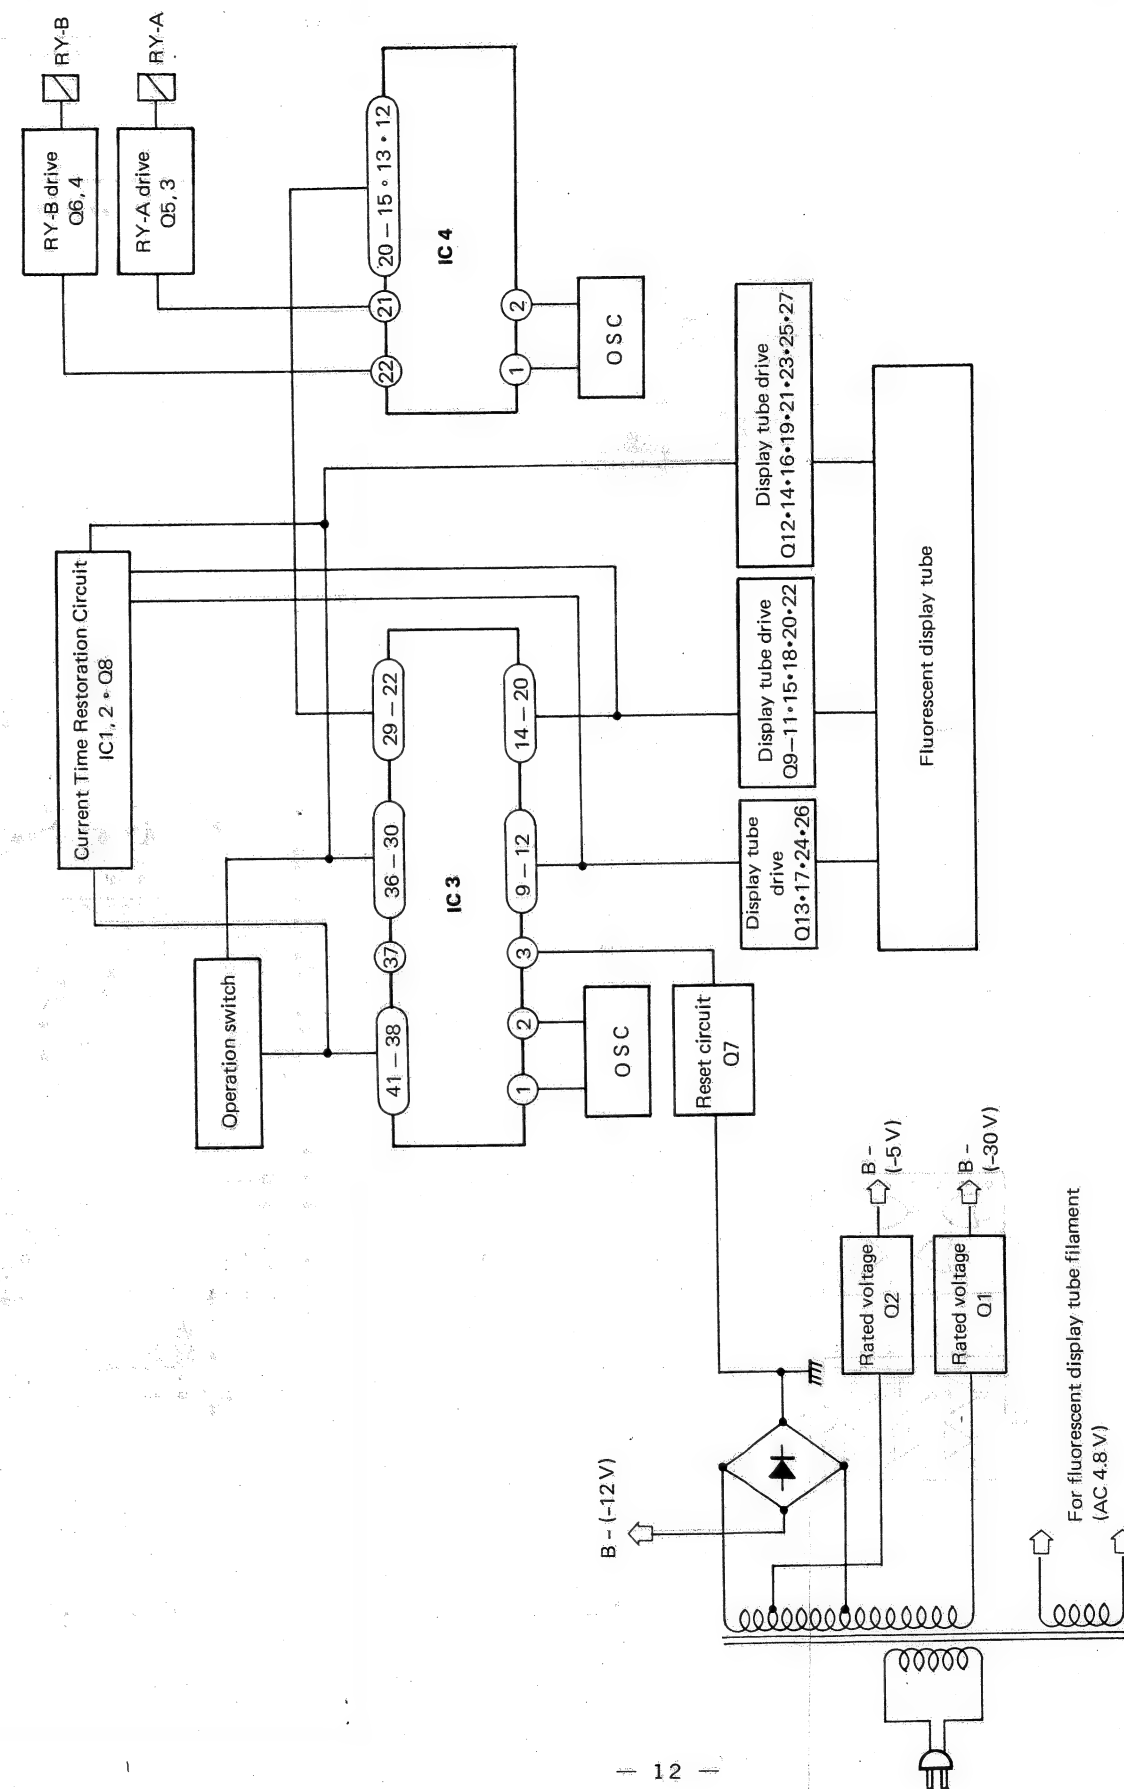 RY-B
RY-A
RY-B drive
Q6, 4
RY-A drive
Q5, 3
20 – 15 • 13 • 12
21
22
IC 4
1
2
OSC
Current Time Restoration Circuit
IC1, 2 • Q8
Operation switch
41 – 38
37
36 – 30
29 – 22
IC 3
1
2
3
9 – 12
14 – 20
OSC
Reset circuit
Q7
Display tube
drive
Q13•17•24•26
Display tube drive
Q9–11•15•18•20•22
Display tube drive
Q12•14•16•19•21•23•25•27
Fluorescent display tube
B – (–12 V)
Rated voltage
Q2
B –
(–5 V)
Rated voltage
Q1
B –
(–30 V)
For fluorescent display tube filament
(AC 4.8 V)
— 12 —